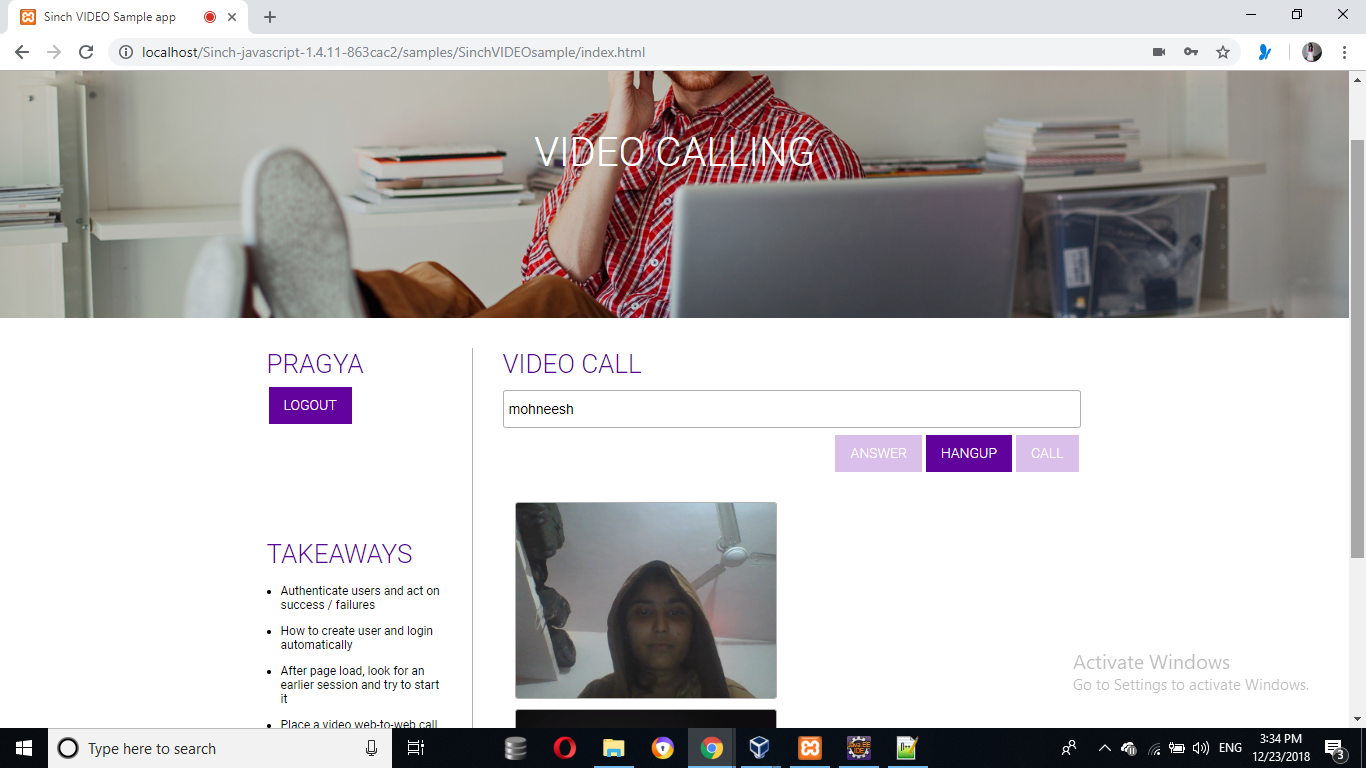 Sinch VIDEO Sample app
localhost/Sinch-javascript-1.4.11-863cac2/samples/SinchVIDEOsample/index.html
VIDEO CALLING
PRAGYA
LOGOUT
TAKEAWAYS
Authenticate users and act on
success / failures
How to create user and login
automatically
After page load, look for an
earlier session and try to start
it
Place a video web-to-web call
VIDEO CALL
mohneesh
ANSWER
HANGUP
CALL
Activate Windows
Go to Settings to activate Windows.
Type here to search
ENG
3:34 PM
12/23/2018
3